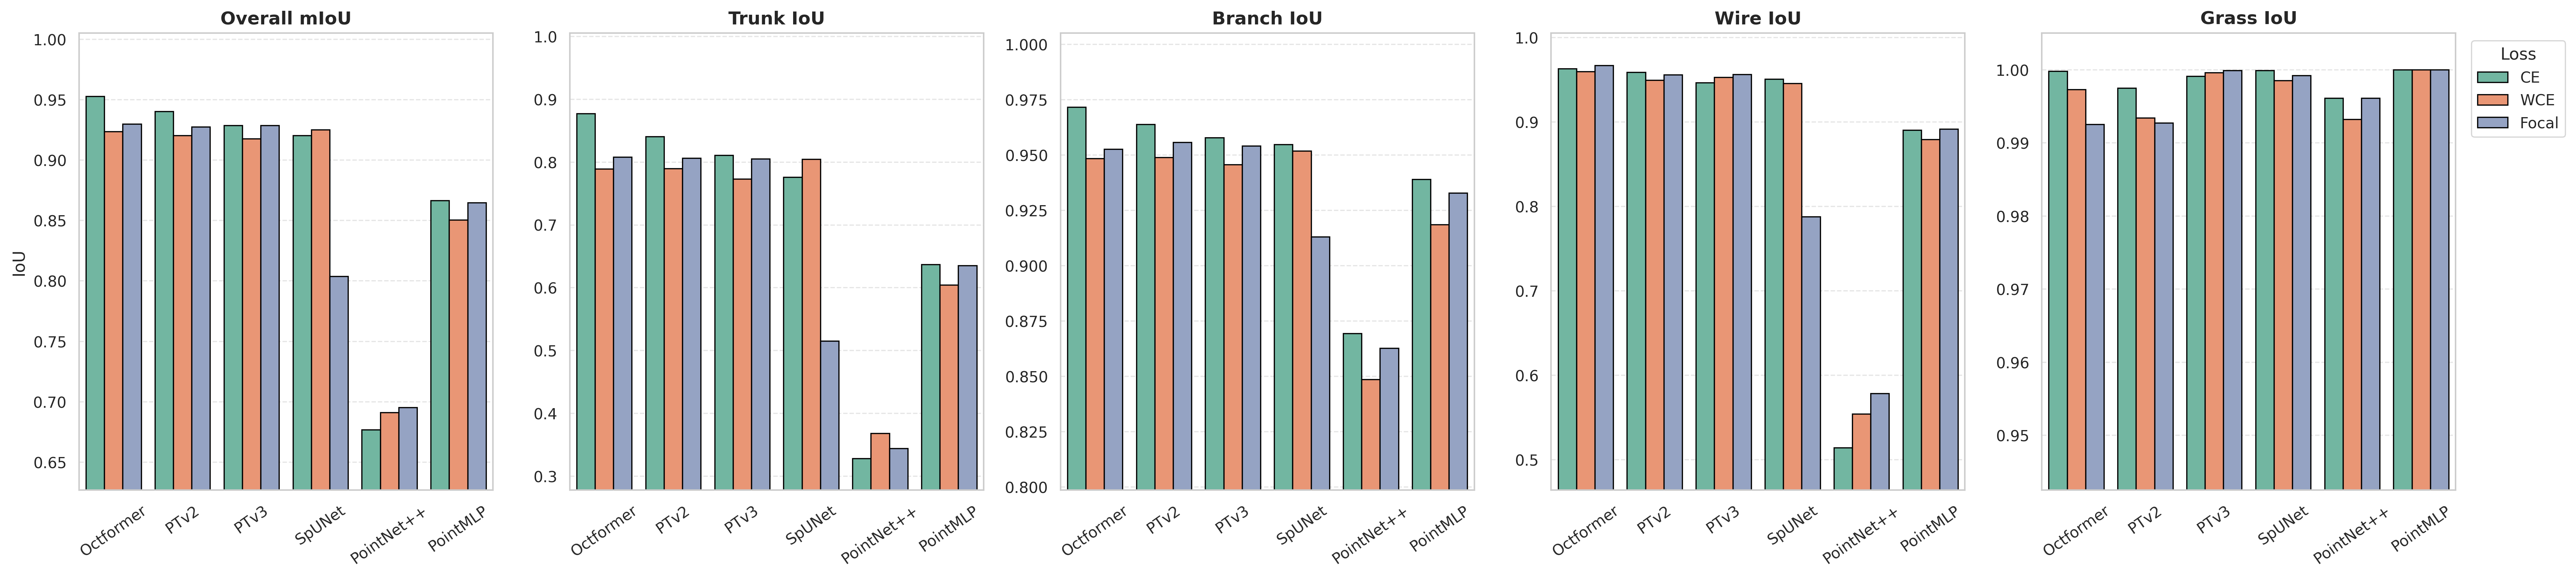 Overall mIoU
IoU
1.00
0.95
0.90
0.85
0.80
0.75
0.70
0.65
Octformer
PTv2
PTv3
SpUNet
PointNet++
PointMLP
Trunk IoU
1.0
0.9
0.8
0.7
0.6
0.5
0.4
0.3
Octformer
PTv2
PTv3
SpUNet
PointNet++
PointMLP
Branch IoU
1.000
0.975
0.950
0.925
0.900
0.875
0.850
0.825
0.800
Octformer
PTv2
PTv3
SpUNet
PointNet++
PointMLP
Wire IoU
1.0
0.9
0.8
0.7
0.6
0.5
Octformer
PTv2
PTv3
SpUNet
PointNet++
PointMLP
Grass IoU
1.00
0.99
0.98
0.97
0.96
0.95
Octformer
PTv2
PTv3
SpUNet
PointNet++
PointMLP
Loss
CE
WCE
Focal